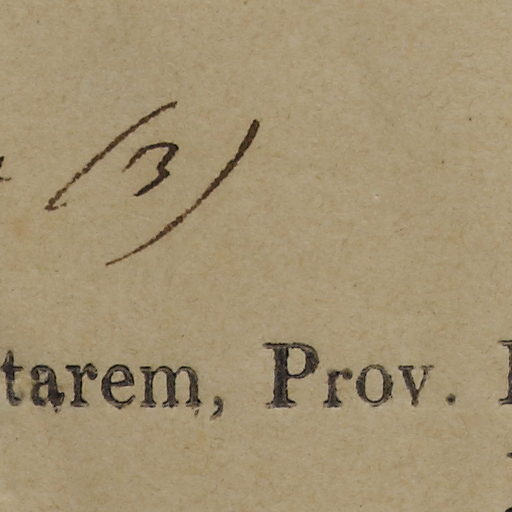 (3)
tarem, Prov.